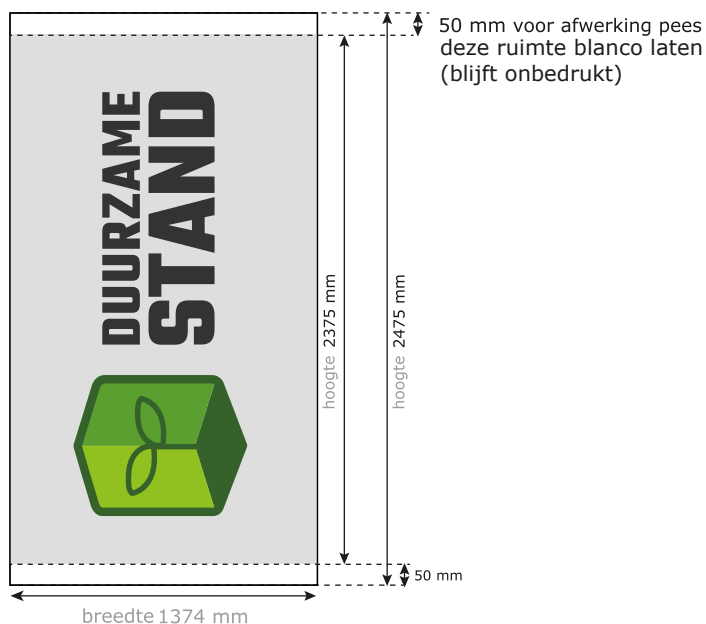 50 mm voor afwerking pees
deze ruimte blanco laten
(blijft onbedrukt)
DUURZAME
STAND
hoogte 2375 mm
hoogte 2475 mm
50 mm
breedte 1374 mm